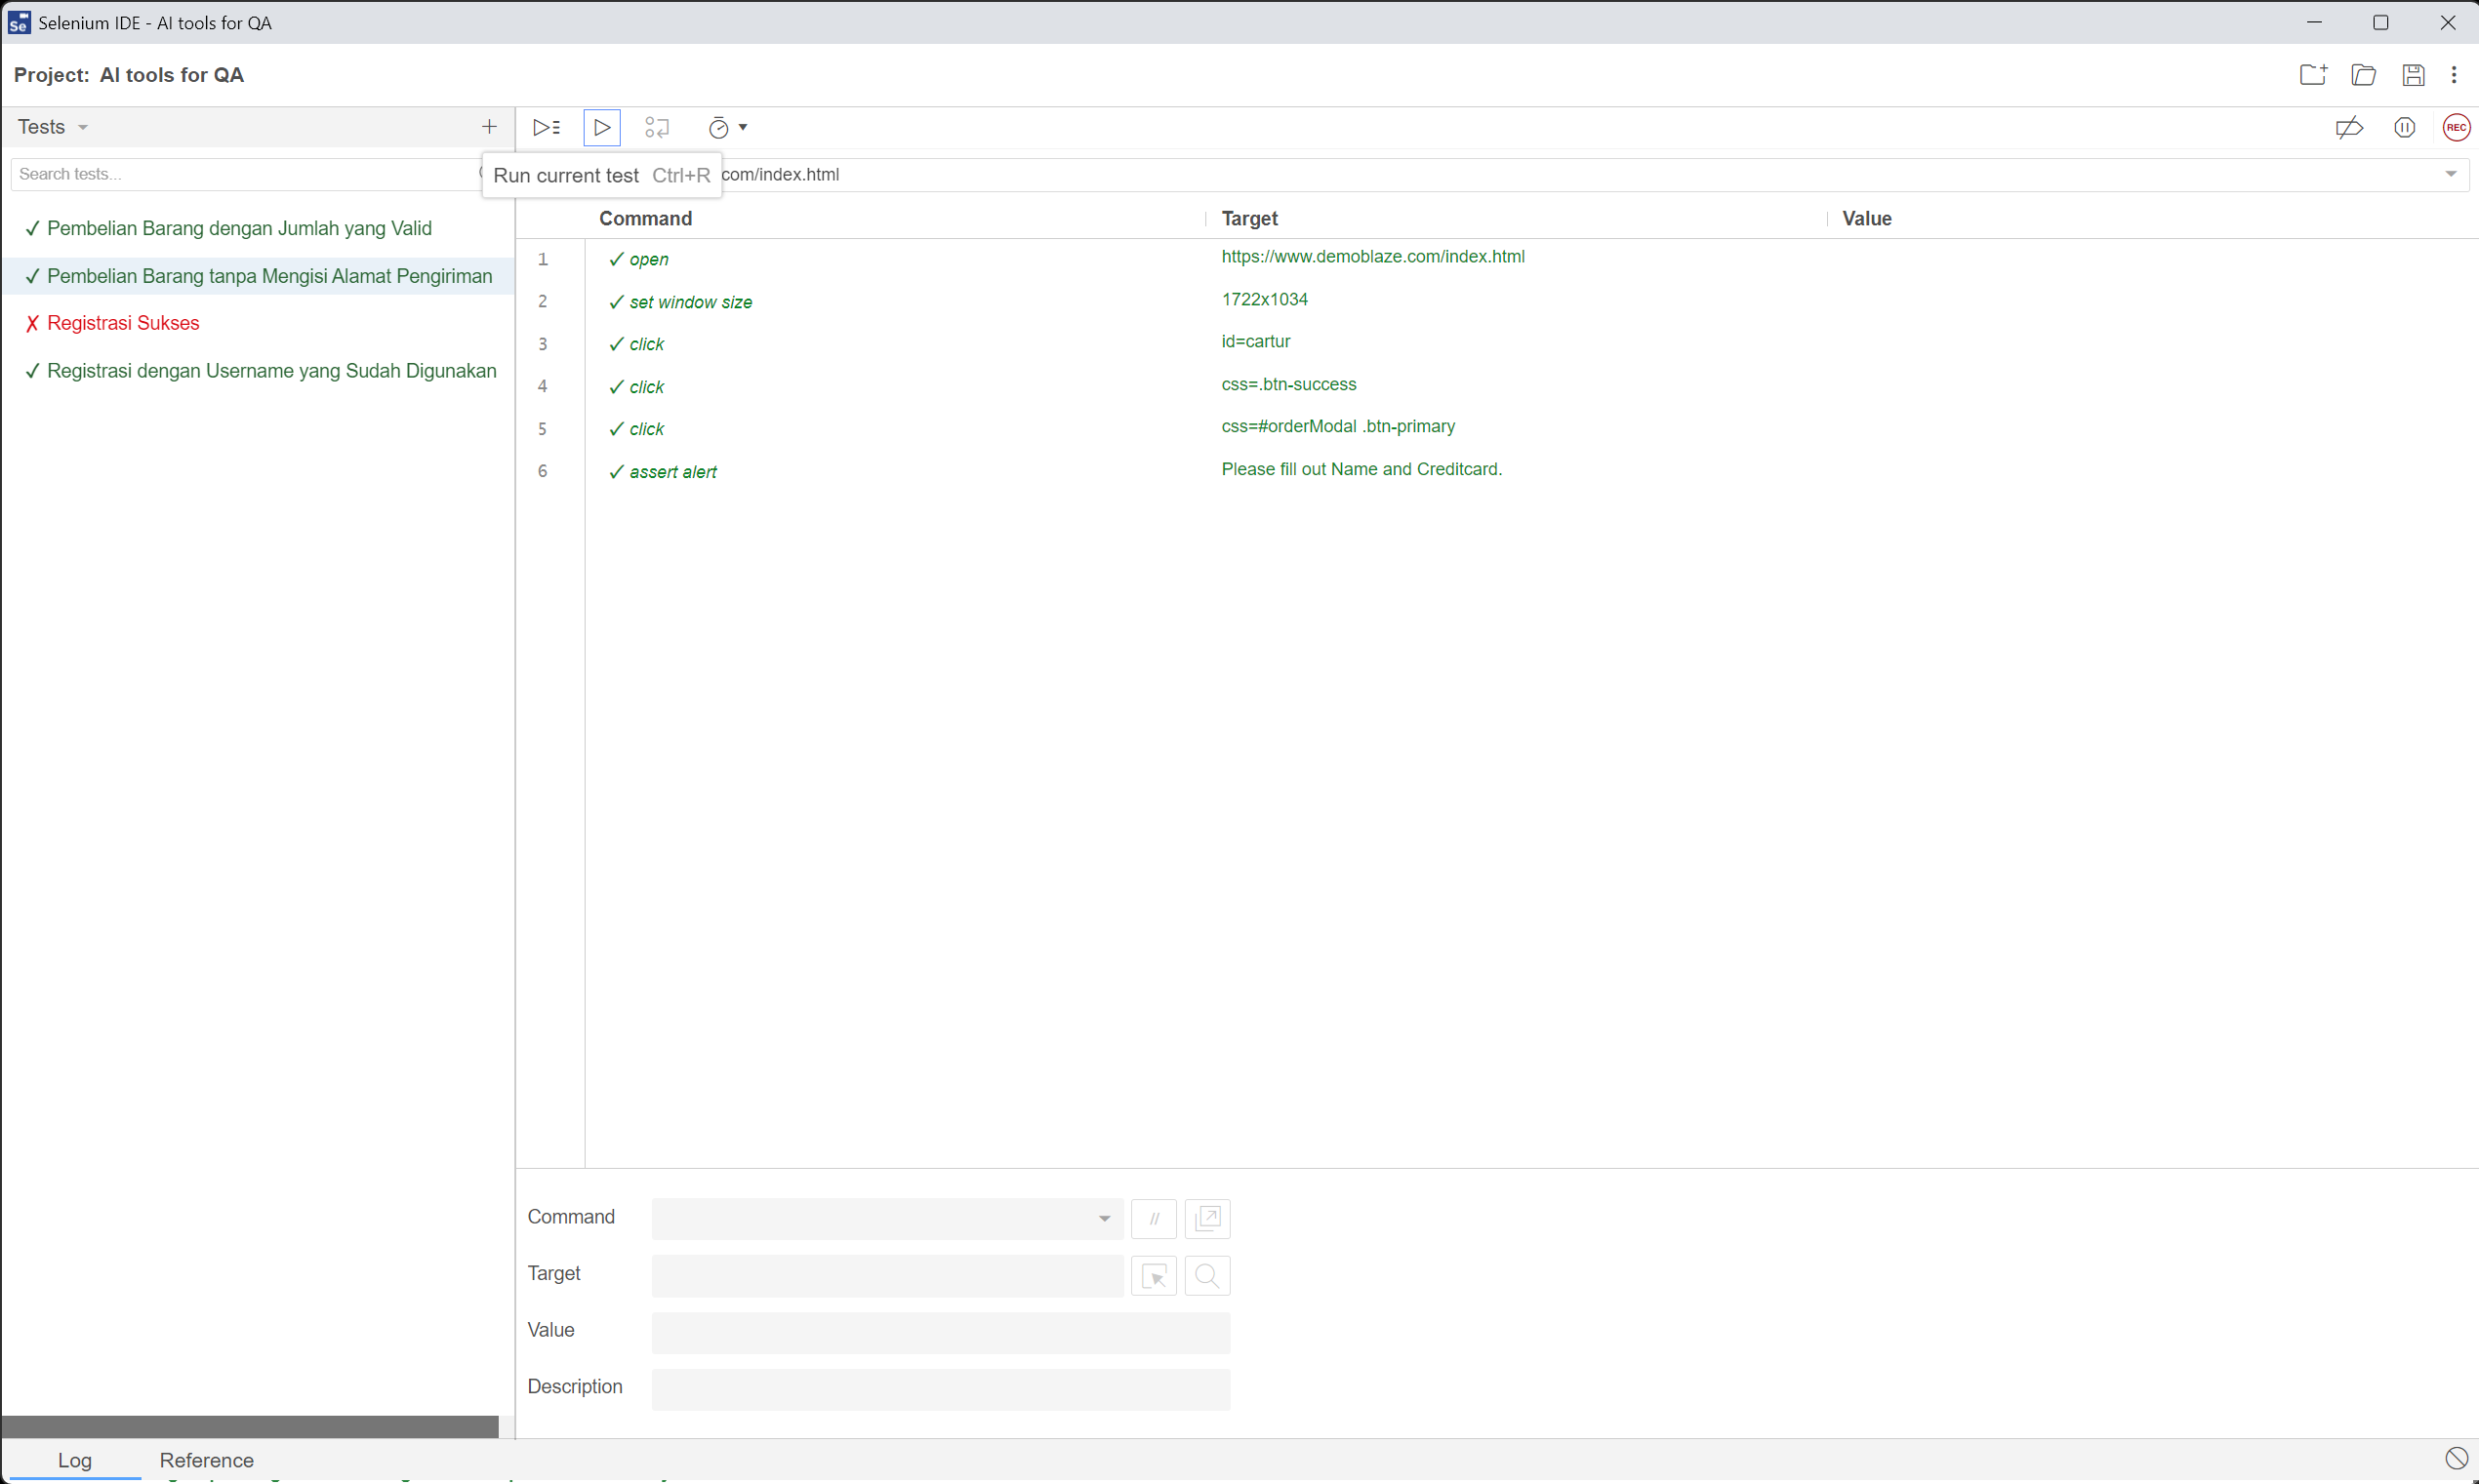 Selenium IDE - AI tools for QA
Project: AI tools for QA
Tests
Search tests...
Run current test Ctrl+R
com/index.html
REC
Command Target Value
✓ Pembelian Barang dengan Jumlah yang Valid
✓ Pembelian Barang tanpa Mengisi Alamat Pengiriman
✗ Registrasi Sukses
✓ Registrasi dengan Username yang Sudah Digunakan
1 ✓ open https://www.demoblaze.com/index.html
2 ✓ set window size 1722x1034
3 ✓ click id=cartur
4 ✓ click css=.btn-success
5 ✓ click css=#orderModal .btn-primary
6 ✓ assert alert Please fill out Name and Creditcard.
Command //
Target
Value
Description
Log Reference